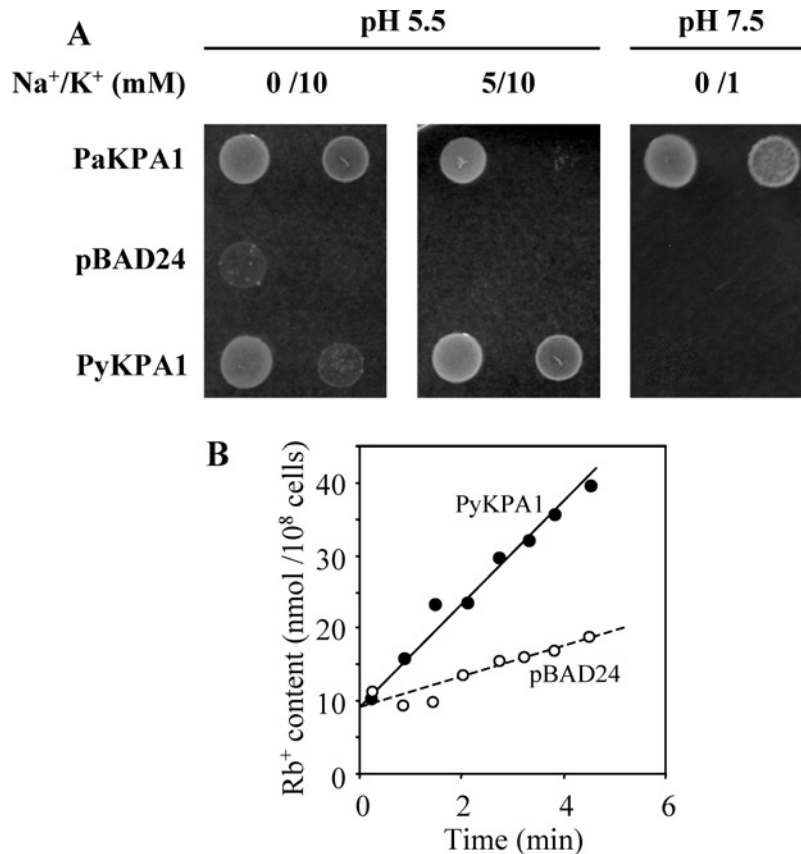 A
pH 5.5 pH 7.5
Na⁺/K⁺ (mM) 0 /10 5/10 0 /1
PaKPA1
pBAD24
PyKPA1
B
Rb⁺ content (nmol /10⁸ cells)
40
30
20
10
0
PyKPA1
pBAD24
0 2 4 6
Time (min)